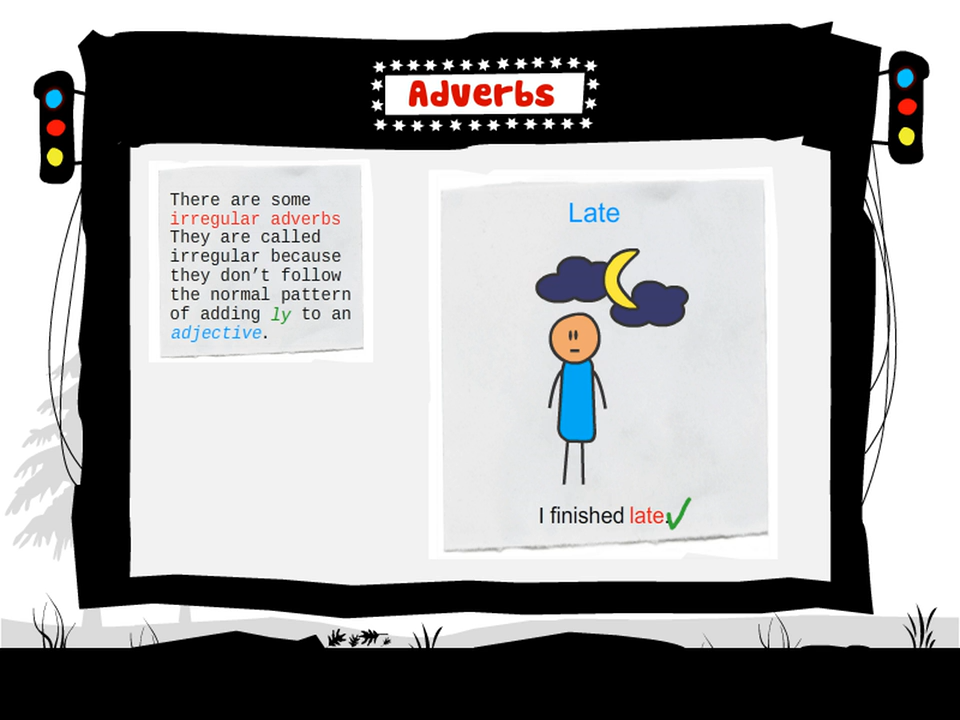 Adverbs
There are some
irregular adverbs
They are called
irregular because
they don’t follow
the normal pattern
of adding ly to an
adjective.
Late
I finished late.